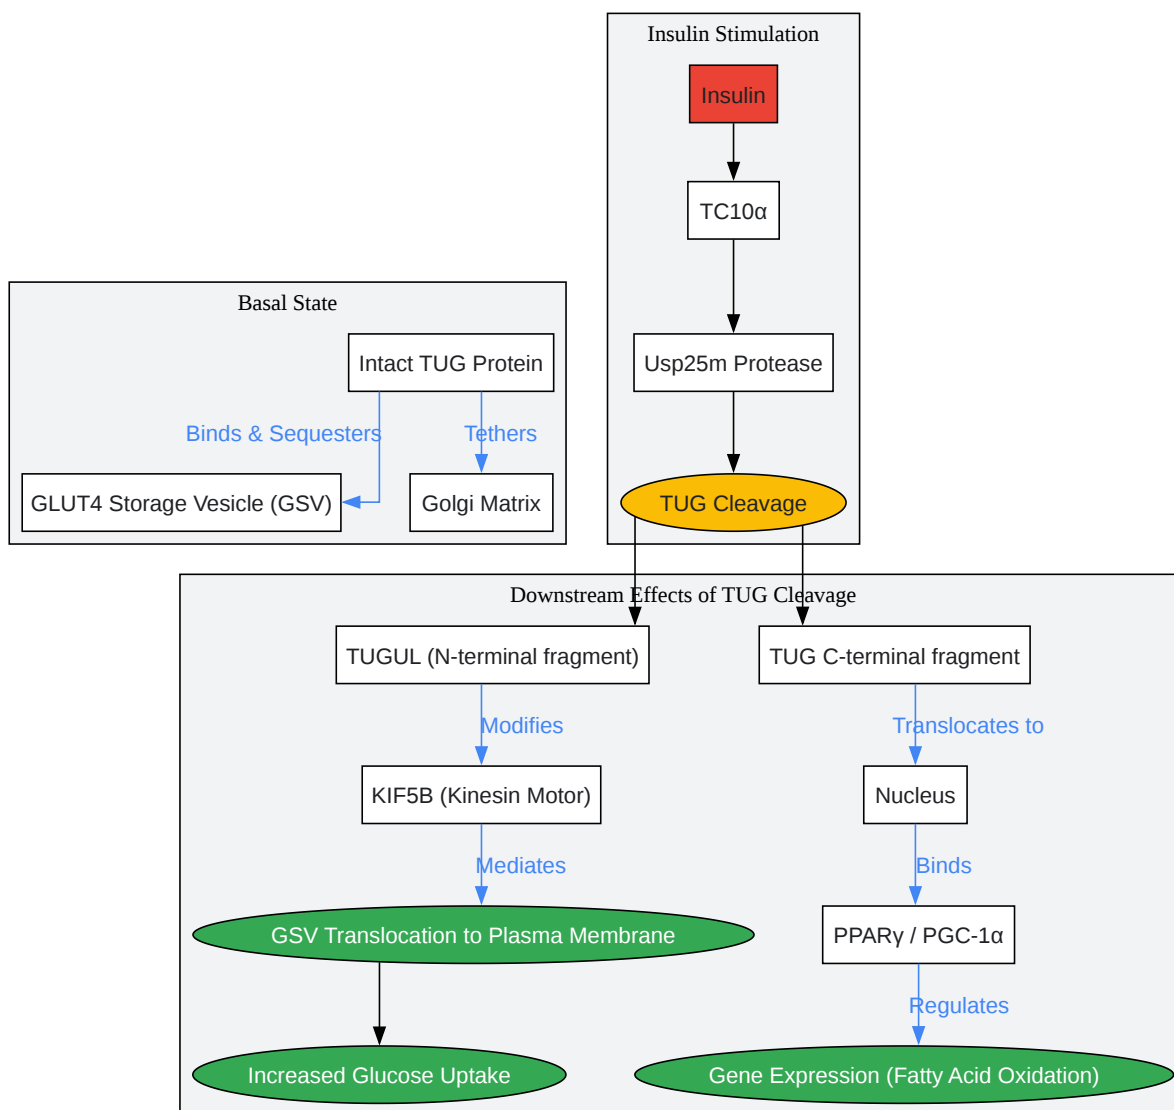 Insulin Stimulation
Insulin
TC10α
Usp25m Protease
TUG Cleavage
Basal State
Intact TUG Protein
Binds & Sequesters
Tethers
GLUT4 Storage Vesicle (GSV)
Golgi Matrix
Downstream Effects of TUG Cleavage
TUGUL (N-terminal fragment)
TUG C-terminal fragment
Modifies
Translocates to
KIF5B (Kinesin Motor)
Nucleus
Mediates
Binds
GSV Translocation to Plasma Membrane
PPARγ / PGC-1α
Regulates
Increased Glucose Uptake
Gene Expression (Fatty Acid Oxidation)